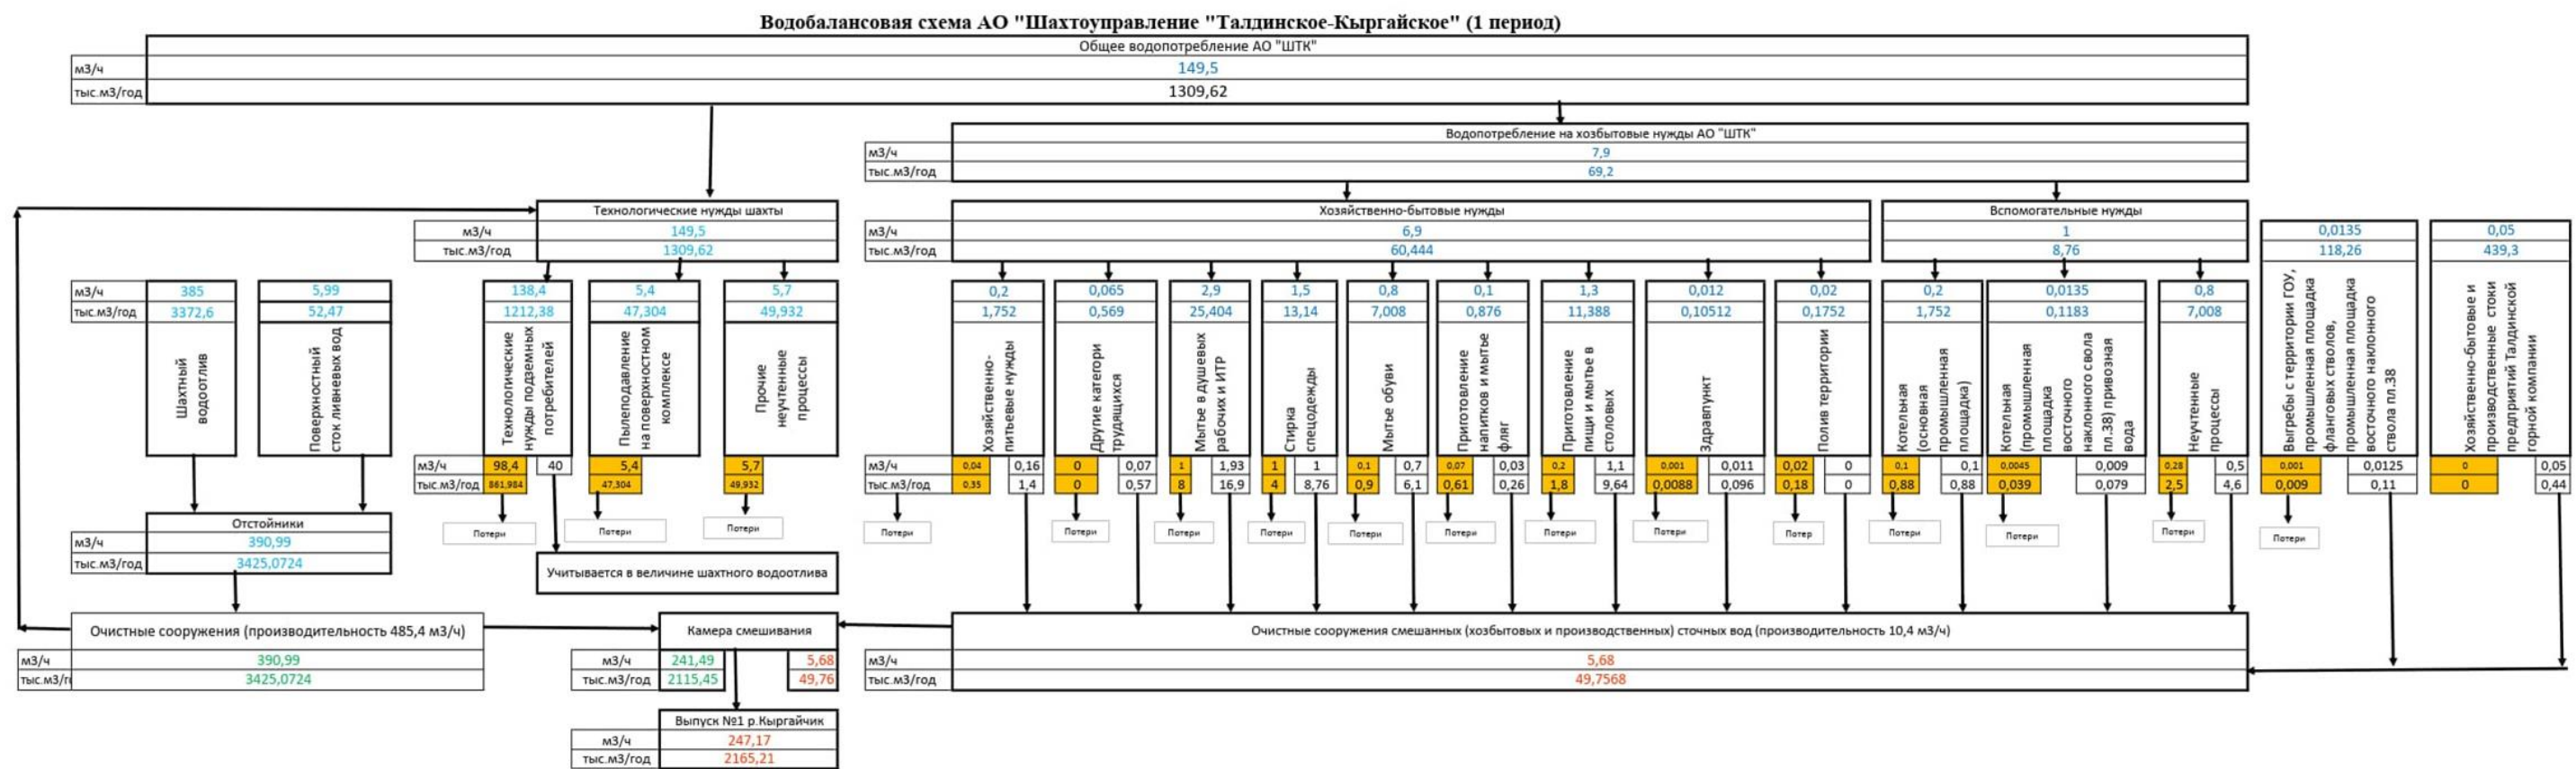 Водобалансовая схема АО "Шахтоуправление "Талдинское-Кыргайское" (1 период)
Общее водопотребление АО "ШТК"
м3/ч 149,5
тыс.м3/год 1309,62
Водопотребление на хозбытовые нужды АО "ШТК"
м3/ч 7,9
тыс.м3/год 69,2
Технологические нужды шахты
м3/ч 149,5
тыс.м3/год 1309,62
Хозяйственно-бытовые нужды
м3/ч 6,9
тыс.м3/год 60,444
Вспомогательные нужды
1
8,76
м3/ч 385 5,99 138,4 5,4 5,7 0,2 0,065 2,9 1,5 0,8 0,1 1,3 0,012 0,02 0,2 0,0135 0,8
тыс.м3/год 3372,6 52,47 1212,38 47,304 49,932 1,752 0,569 25,404 13,14 7,008 0,876 11,388 0,10512 0,1752 1,752 0,1183 7,008
0,0135 0,05
118,26 439,3
Шахтный
водоотлив
Поверхностный
сток ливневых вод
Технологические
нужды подземных
потребителей
Пылеподавление
на поверхностном
комплексе
Прочие
неучтенные
процессы
Хозяйственно-
питьевые нужды
Другие категори
трудящихся
Мытье в душевых
рабочих и ИТР
Стирка
спецодежды
Мытье обуви
Приготовление
напитков и мытье
фляг
Приготовление
пищи и мытье в
столовых
Здравпункт
Полив территории
Котельная
(основная
промышленная
площадка)
Котельная
(промышленная
площадка
восточного
наклонного свола
пл.38) привозная
вода
Неучтенные
процессы
Выгребы с территории ГОУ,
промышленная площадка
фланговых стволов,
промышленная площадка
восточного наклонного
ствола пл.38
Хозяйственно-бытовые и
производственные стоки
предприятий Талдинской
горной компании
м3/ч 98,4 40 5,4 5,7
тыс.м3/год 861,984 47,304 49,932
м3/ч 0,04 0,16 0 0,07 1 1,93 1 1 0,1 0,7 0,07 0,03 0,2 1,1 0,001 0,011 0,02 0 0,1 0,1 0,0045 0,009 0,28 0,5 0,001 0,0125 0 0,05
тыс.м3/год 0,35 1,4 0 0,57 8 16,9 4 8,76 0,9 6,1 0,61 0,26 1,8 9,64 0,0088 0,096 0,18 0 0,88 0,88 0,039 0,079 2,5 4,6 0,009 0,11 0 0,44
Потери Потери Потери Потери Потери Потери Потери Потери Потери Потери Потери Потер Потери Потери Потери Потери
Отстойники
м3/ч 390,99
тыс.м3/год 3425,0724
Учитывается в величине шахтного водоотлива
Очистные сооружения (производительность 485,4 м3/ч)
м3/ч 390,99
тыс.м3/г 3425,0724
Камера смешивания
м3/ч 241,49 5,68
тыс.м3/год 2115,45 49,76
Очистные сооружения смешанных (хозбытовых и производственных) сточных вод (производительность 10,4 м3/ч)
м3/ч 5,68
тыс.м3/год 49,7568
Выпуск №1 р.Кыргайчик
м3/ч 247,17
тыс.м3/год 2165,21